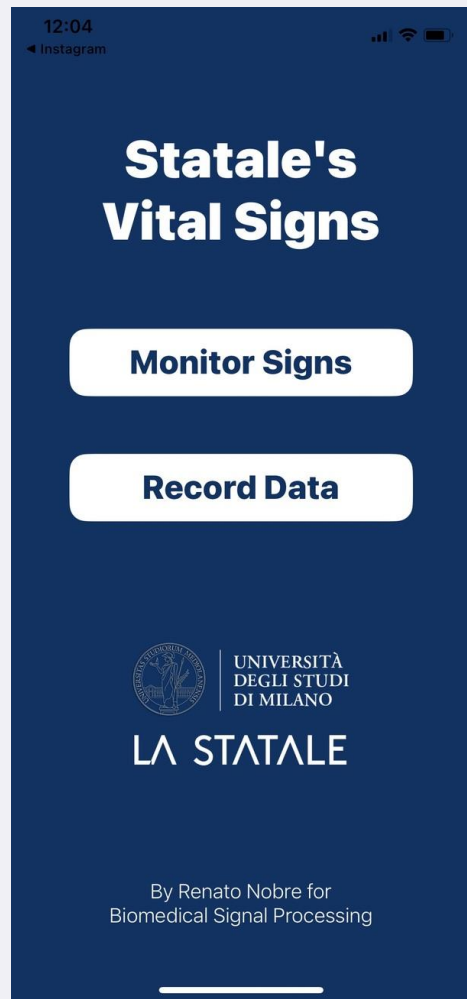 12:04
◀ Instagram
Statale's
Vital Signs
Monitor Signs
Record Data
UNIVERSITÀ
DEGLI STUDI
DI MILANO
LA STATALE
By Renato Nobre for
Biomedical Signal Processing